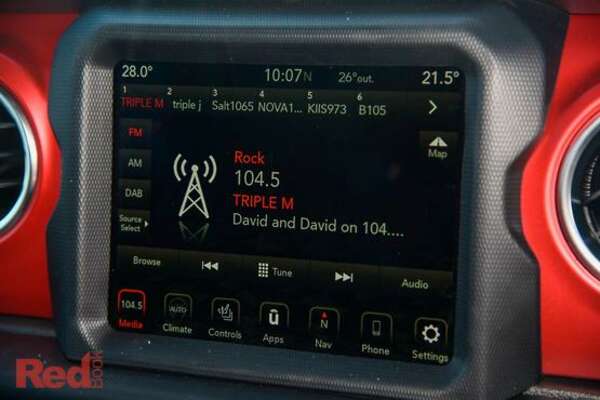 28.0° 10:07N 26°out. 21.5°
1 2 3 4 5 6
TRIPLE M triple j Salt1065 NOVA1... KIIS973 B105
FM
AM
DAB
Source Select
Map
Rock
104.5
TRIPLE M
David and David on 104....
Browse Tune Audio
104.5 AUTO û N
Media Climate Controls Apps Nav Phone Settings
RedBOOK